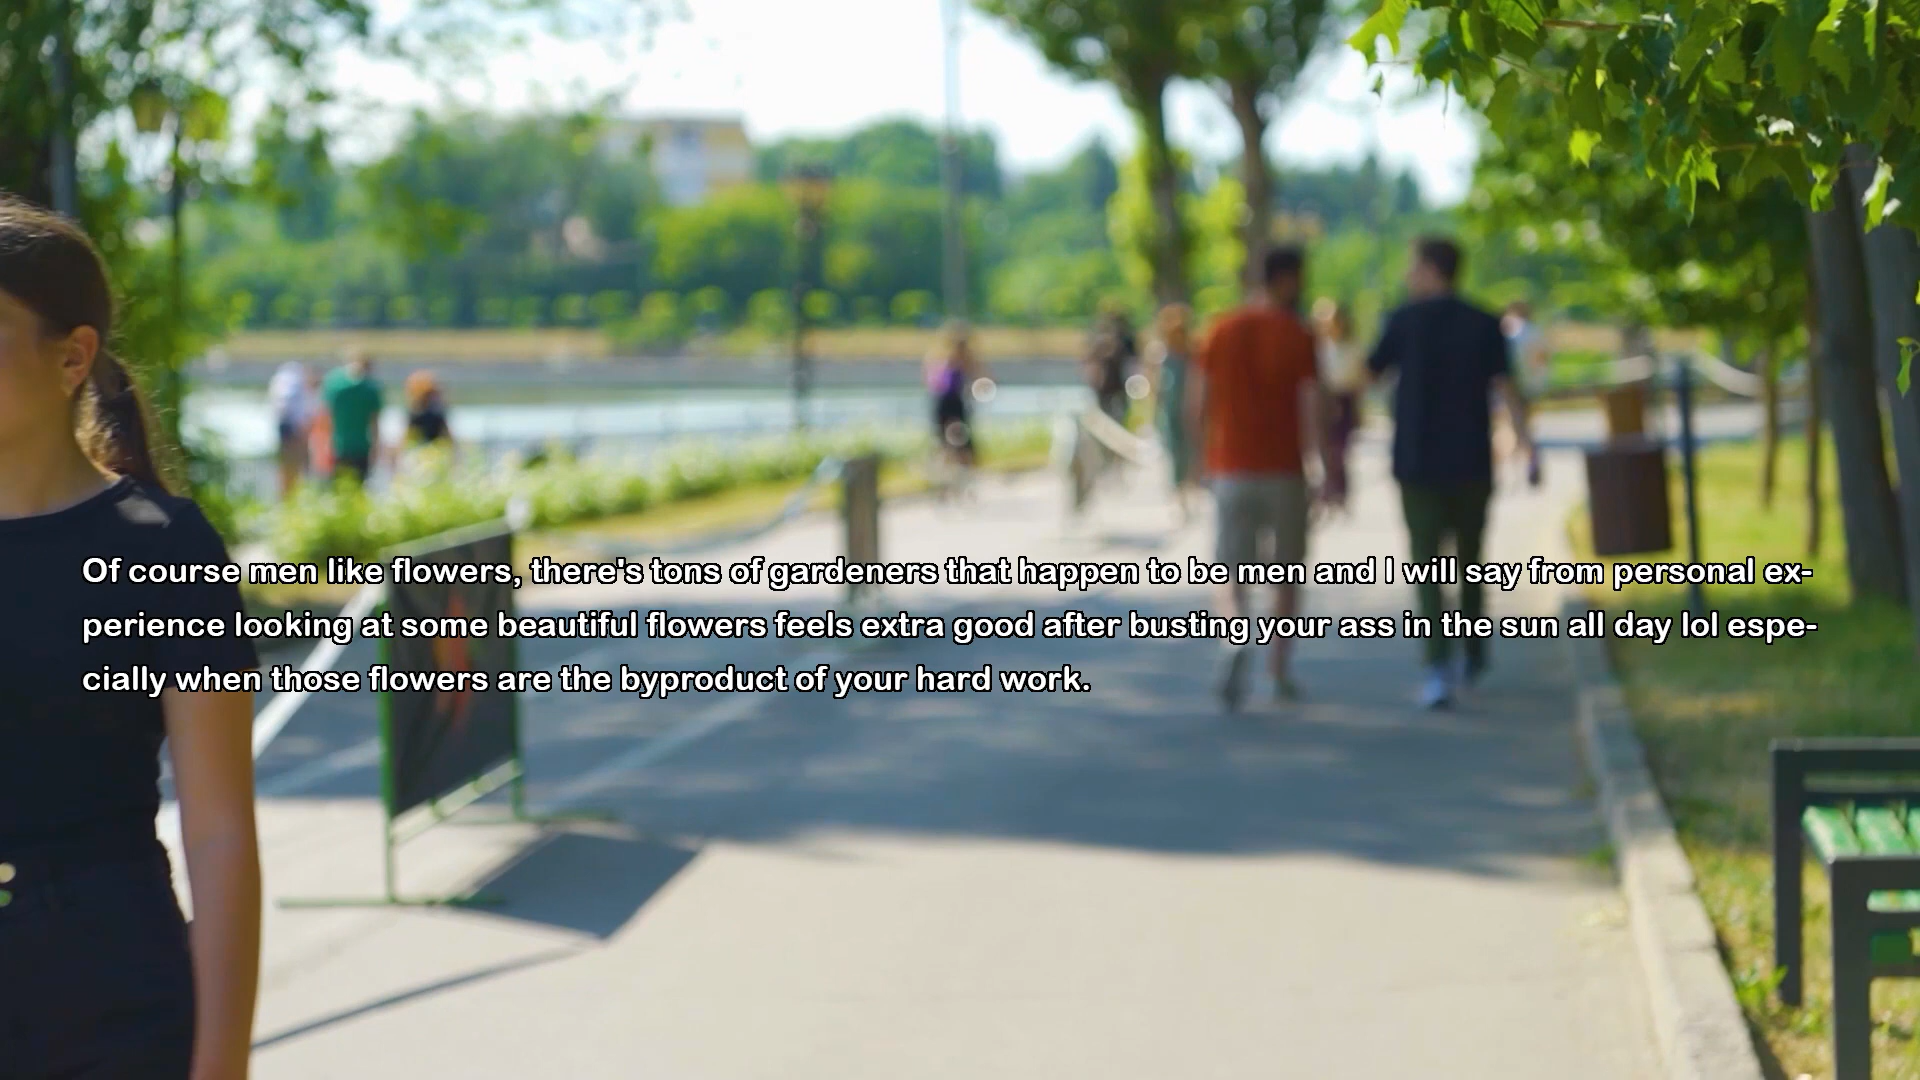 Of course men like flowers, there's tons of gardeners that happen to be men and I will say from personal ex-
perience looking at some beautiful flowers feels extra good after busting your ass in the sun all day lol espe-
cially when those flowers are the byproduct of your hard work.